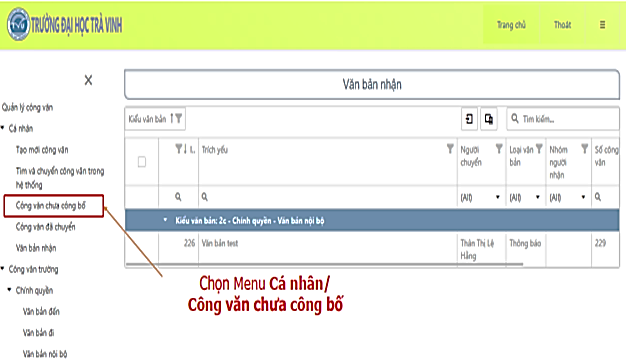 TRƯỜNG ĐẠI HỌC TRÀ VINH
Trang chủ
Thoát
Văn bản nhận
Quản lý công văn
Cá nhân
Tạo mới công văn
Tìm và chuyển công văn trong
hệ thống
Công văn chưa công bố
Công văn đã chuyển
Văn bản nhận
Công văn trường
Chính quyền
Văn bản đến
Văn bản đi
Văn bản nội bộ
Kiểu văn bản
Tìm kiếm...
t..
Trích yếu
Người
chuyển
Loại văn
bản
Nhóm
người
nhận
Số công
văn
(All)
(All)
(All)
Kiểu văn bản: 2c - Chính quyền - Văn bản nội bộ
226
Văn bản test
Thân Thị Lệ
Hằng
Thông báo
229
Chọn Menu Cá nhân/
Công văn chưa công bố